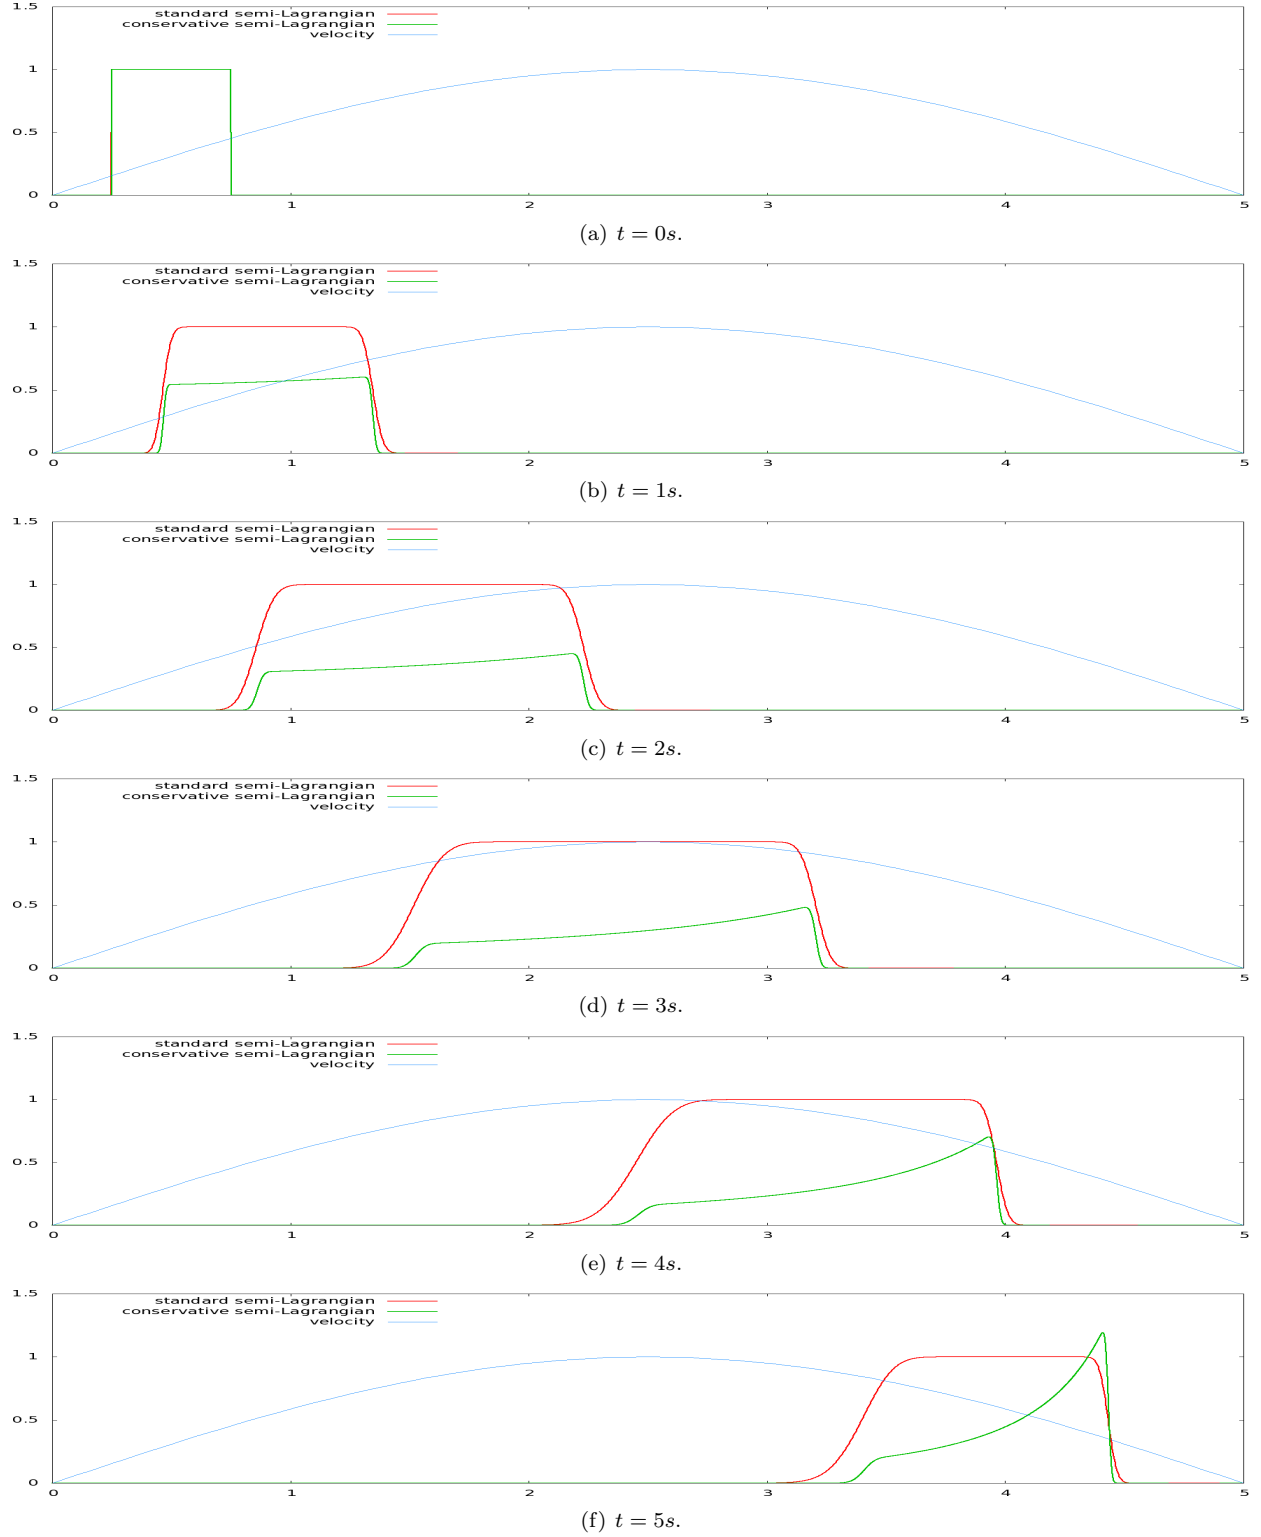 1.5
standard semi-Lagrangian
conservative semi-Lagrangian
velocity
1
0.5
0
0 1 2 3 4 5
(a) t = 0s.
1.5
standard semi-Lagrangian
conservative semi-Lagrangian
velocity
1
0.5
0
0 1 2 3 4 5
(b) t = 1s.
1.5
standard semi-Lagrangian
conservative semi-Lagrangian
velocity
1
0.5
0
0 1 2 3 4 5
(c) t = 2s.
1.5
standard semi-Lagrangian
conservative semi-Lagrangian
velocity
1
0.5
0
0 1 2 3 4 5
(d) t = 3s.
1.5
standard semi-Lagrangian
conservative semi-Lagrangian
velocity
1
0.5
0
0 1 2 3 4 5
(e) t = 4s.
1.5
standard semi-Lagrangian
conservative semi-Lagrangian
velocity
1
0.5
0
0 1 2 3 4 5
(f) t = 5s.